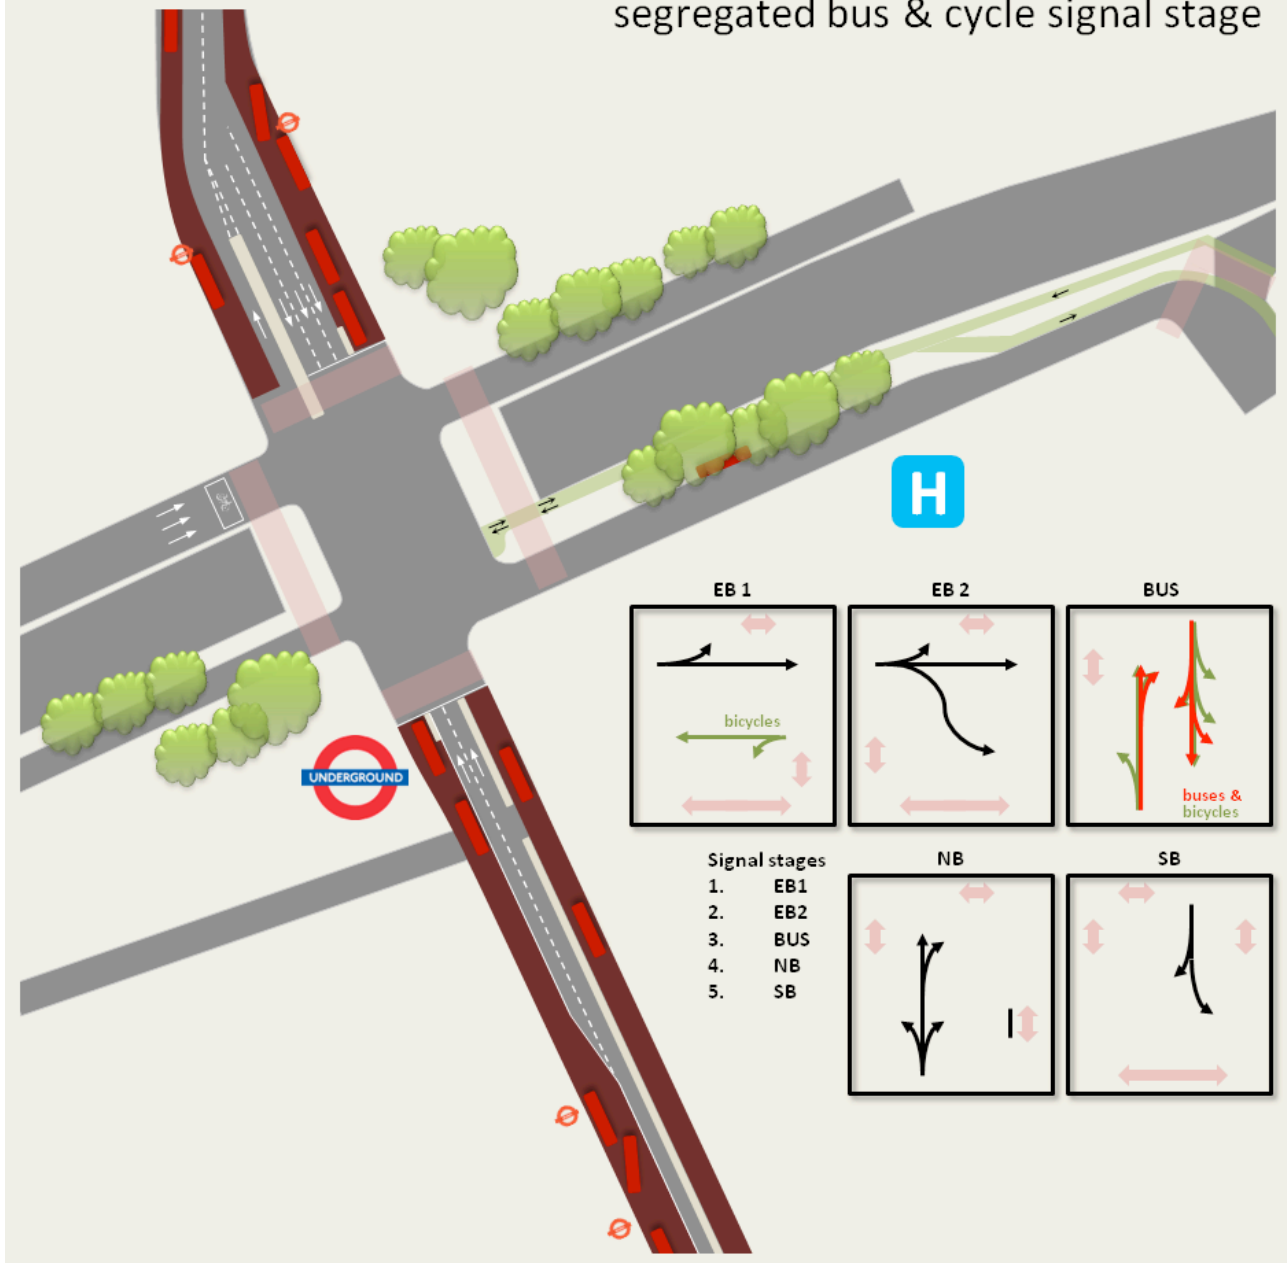 segregated bus & cycle signal stage
H
UNDERGROUND
EB 1
EB 2
BUS
bicycles
buses &
bicycles
Signal stages
1. EB1
2. EB2
3. BUS
4. NB
5. SB
NB
SB